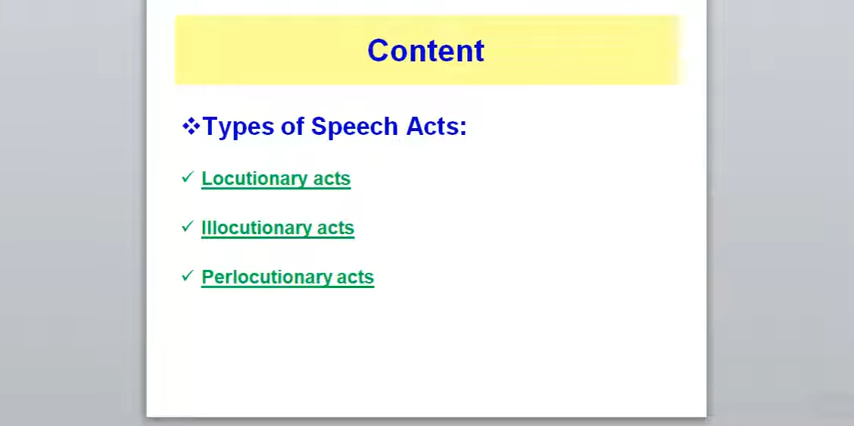 Content
❖Types of Speech Acts:
✓ Locutionary acts
✓ Illocutionary acts
✓ Perlocutionary acts